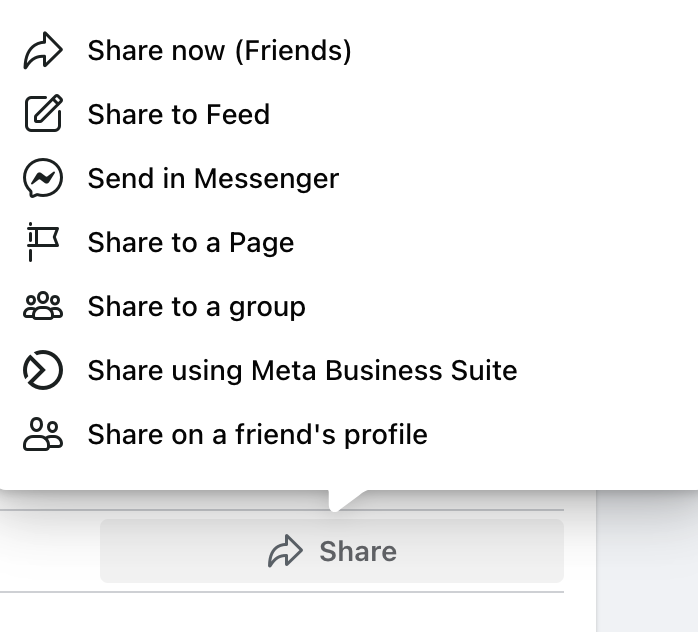 Share now (Friends)
Share to Feed
Send in Messenger
Share to a Page
Share to a group
Share using Meta Business Suite
Share on a friend's profile
Share